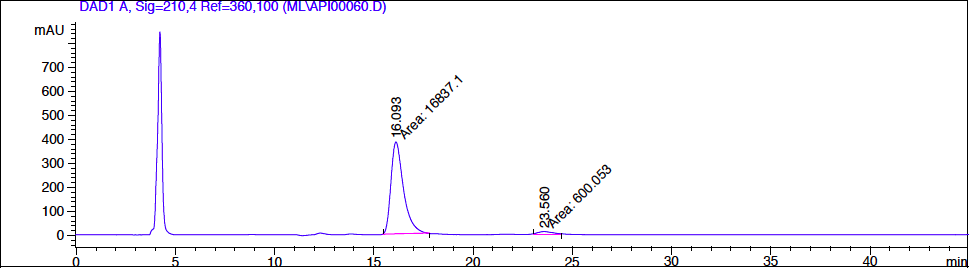 DAD1 A, Sig=210,4 Ref=360,100 (ML\API00060.D)
mAU
700
600
500
400
300
200
100
0
16.093
Area: 16837.1
23.560
Area: 600.053
0 5 10 15 20 25 30 35 40 min